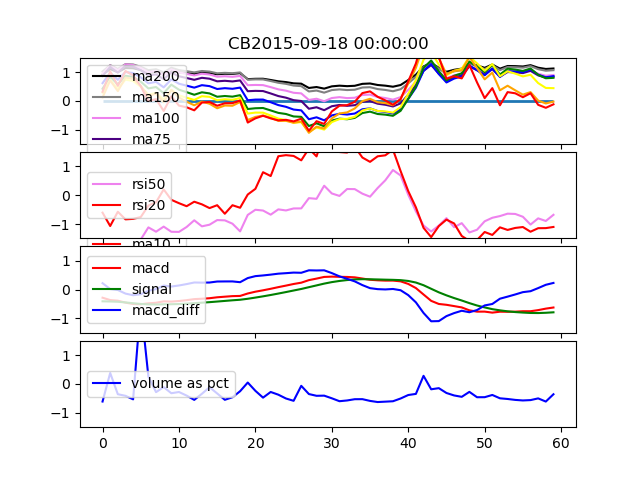 CB2015-09-18 00:00:00
1
0
−1
ma200
ma150
ma100
ma75
1
0
−1
rsi50
rsi20
ma10
1
0
−1
macd
signal
macd_diff
1
0
−1
volume as pct
0 10 20 30 40 50 60